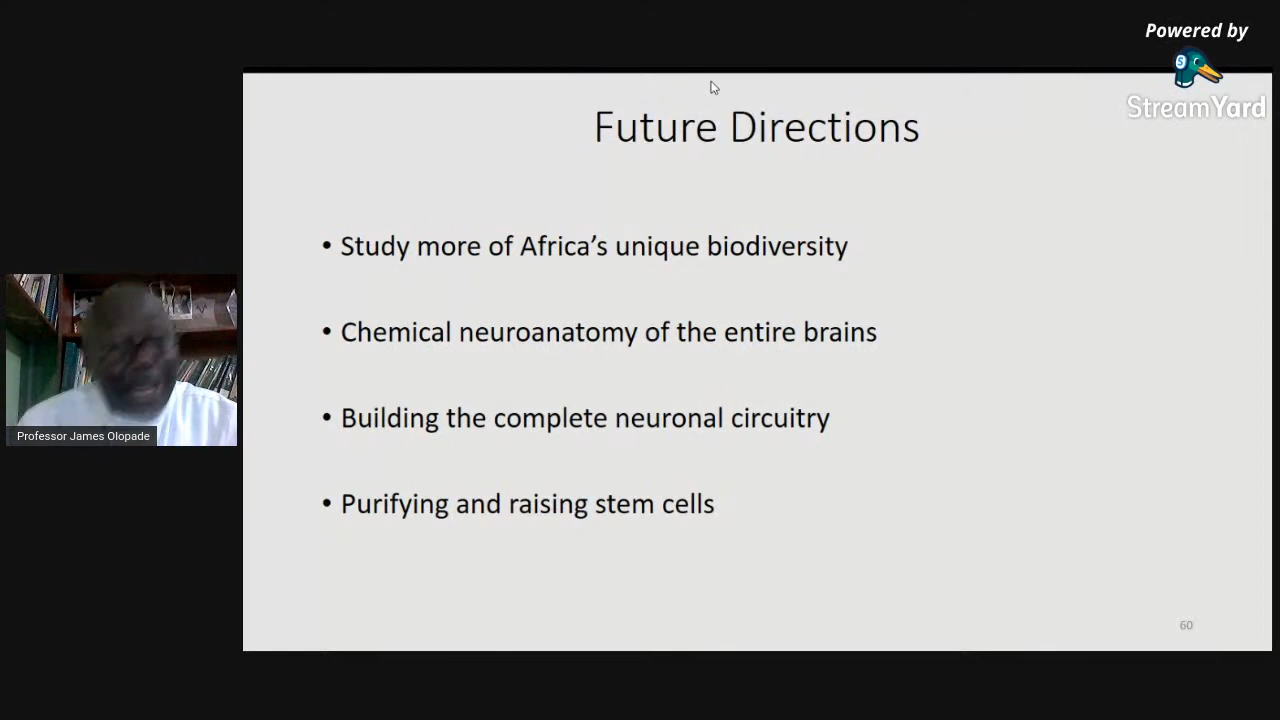 Powered by
StreamYard
Future Directions
• Study more of Africa’s unique biodiversity
• Chemical neuroanatomy of the entire brains
• Building the complete neuronal circuitry
• Purifying and raising stem cells
Professor James Olopade
60